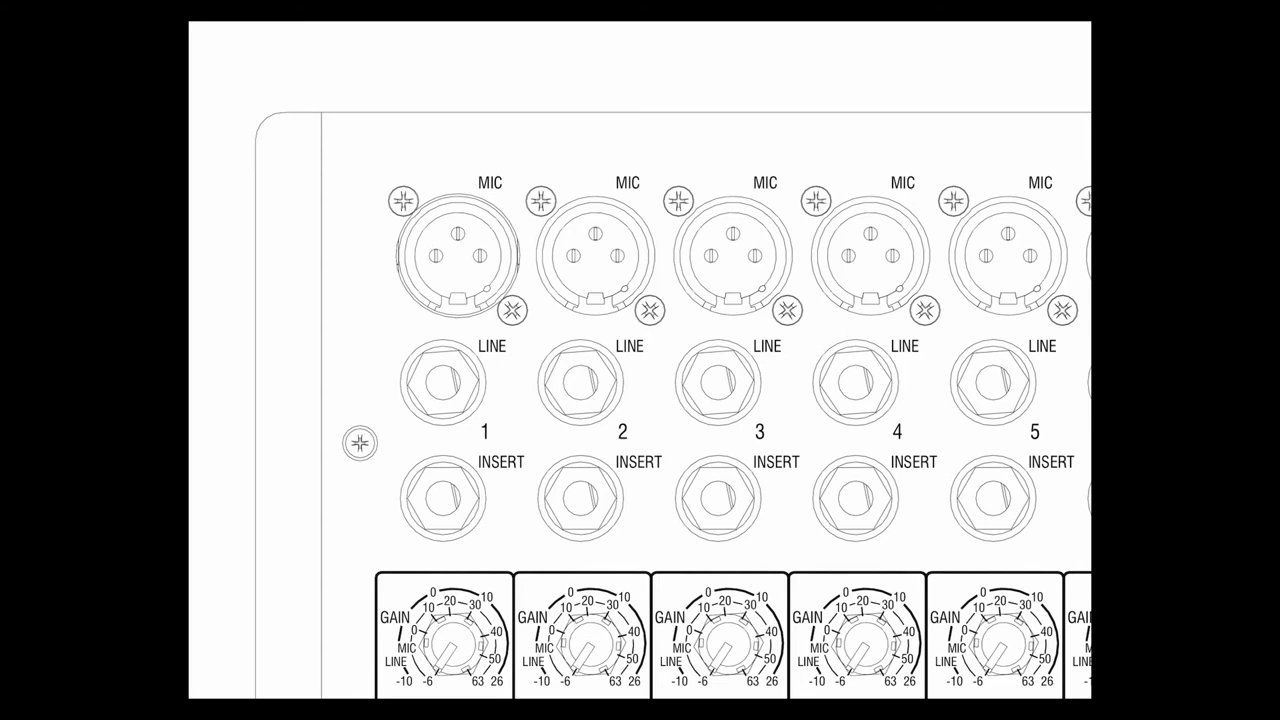 MIC MIC MIC MIC MIC
LINE LINE LINE LINE LINE
1 2 3 4 5
INSERT INSERT INSERT INSERT INSERT
0 0 0 0 0 0
10 20 30 10 10 20 30 10 10 20 30 10 10 20 30 10 10 20 30 10
GAIN GAIN GAIN GAIN GAIN
0 40 0 40 0 40 0 40 0 40 0
MIC MIC MIC MIC MIC MIC
50 50 50 50 50
LINE LINE LINE LINE LINE
-10 -6 63 26 -10 -6 63 26 -10 -6 63 26 -10 -6 63 26 -10 -6 63 26